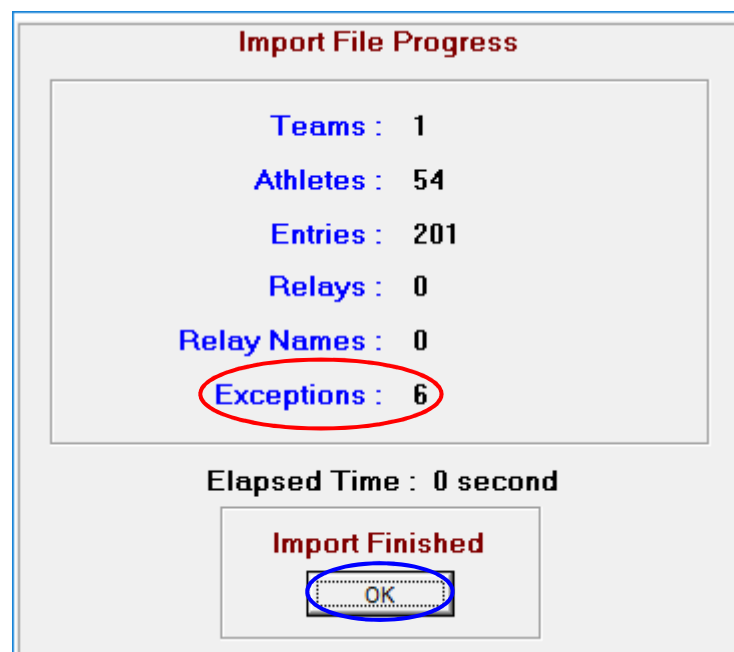 Import File Progress
Teams : 1
Athletes : 54
Entries : 201
Relays : 0
Relay Names : 0
Exceptions : 6
Elapsed Time : 0 second
Import Finished
OK